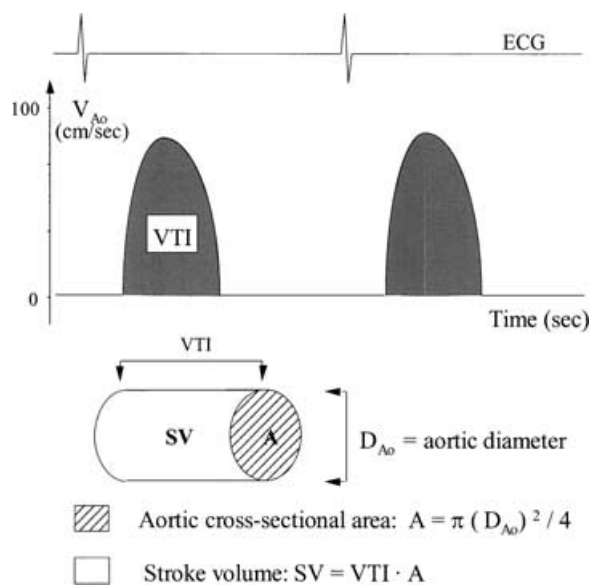 ECG
100
V_Ao
(cm/sec)
VTI
0
Time (sec)
VTI
SV
A
D_Ao = aortic diameter
Aortic cross-sectional area: A = π ( D_Ao) ² / 4
Stroke volume: SV = VTI · A